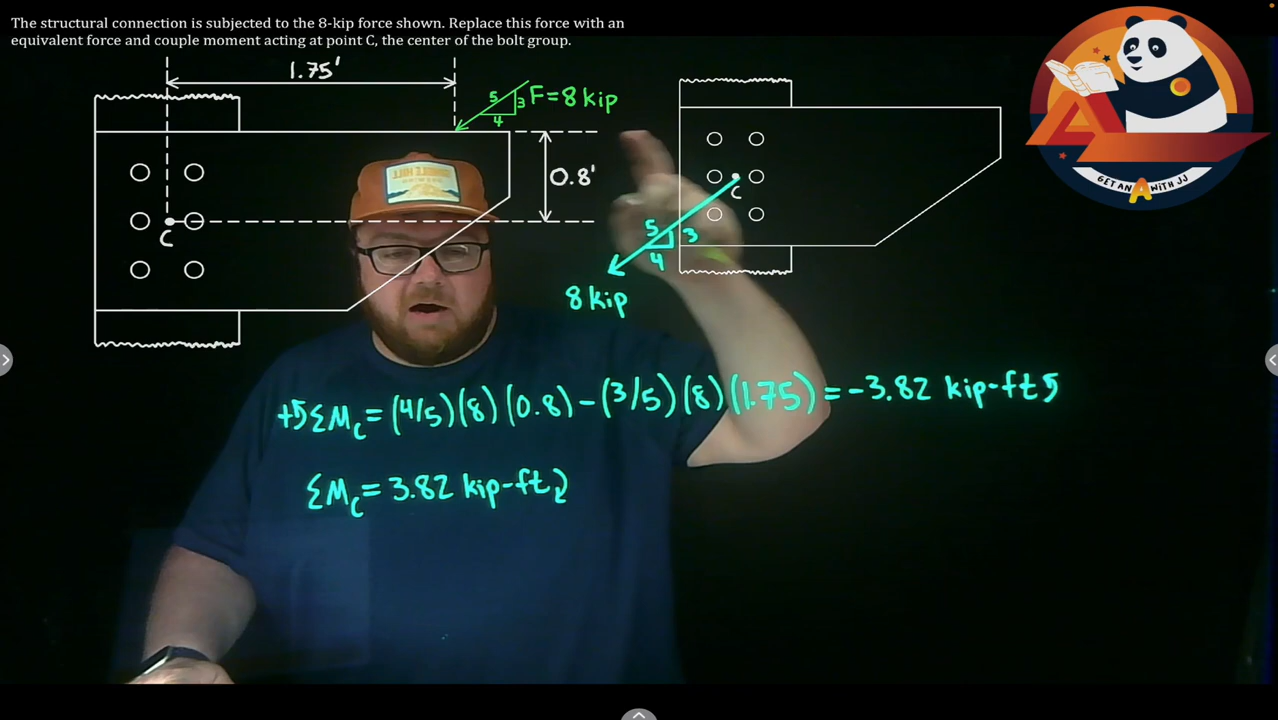 The structural connection is subjected to the 8-kip force shown. Replace this force with an
equivalent force and couple moment acting at point C, the center of the bolt group.
1.75'
5
3
4
F=8 kip
0.8'
C
C
5
3
4
8 kip
GET AN A WITH JJ
+↺ΣMC=(4/5)(8)(0.8)-(3/5)(8)(1.75)=-3.82 kip-ft↺
ΣMC=3.82 kip-ft↻